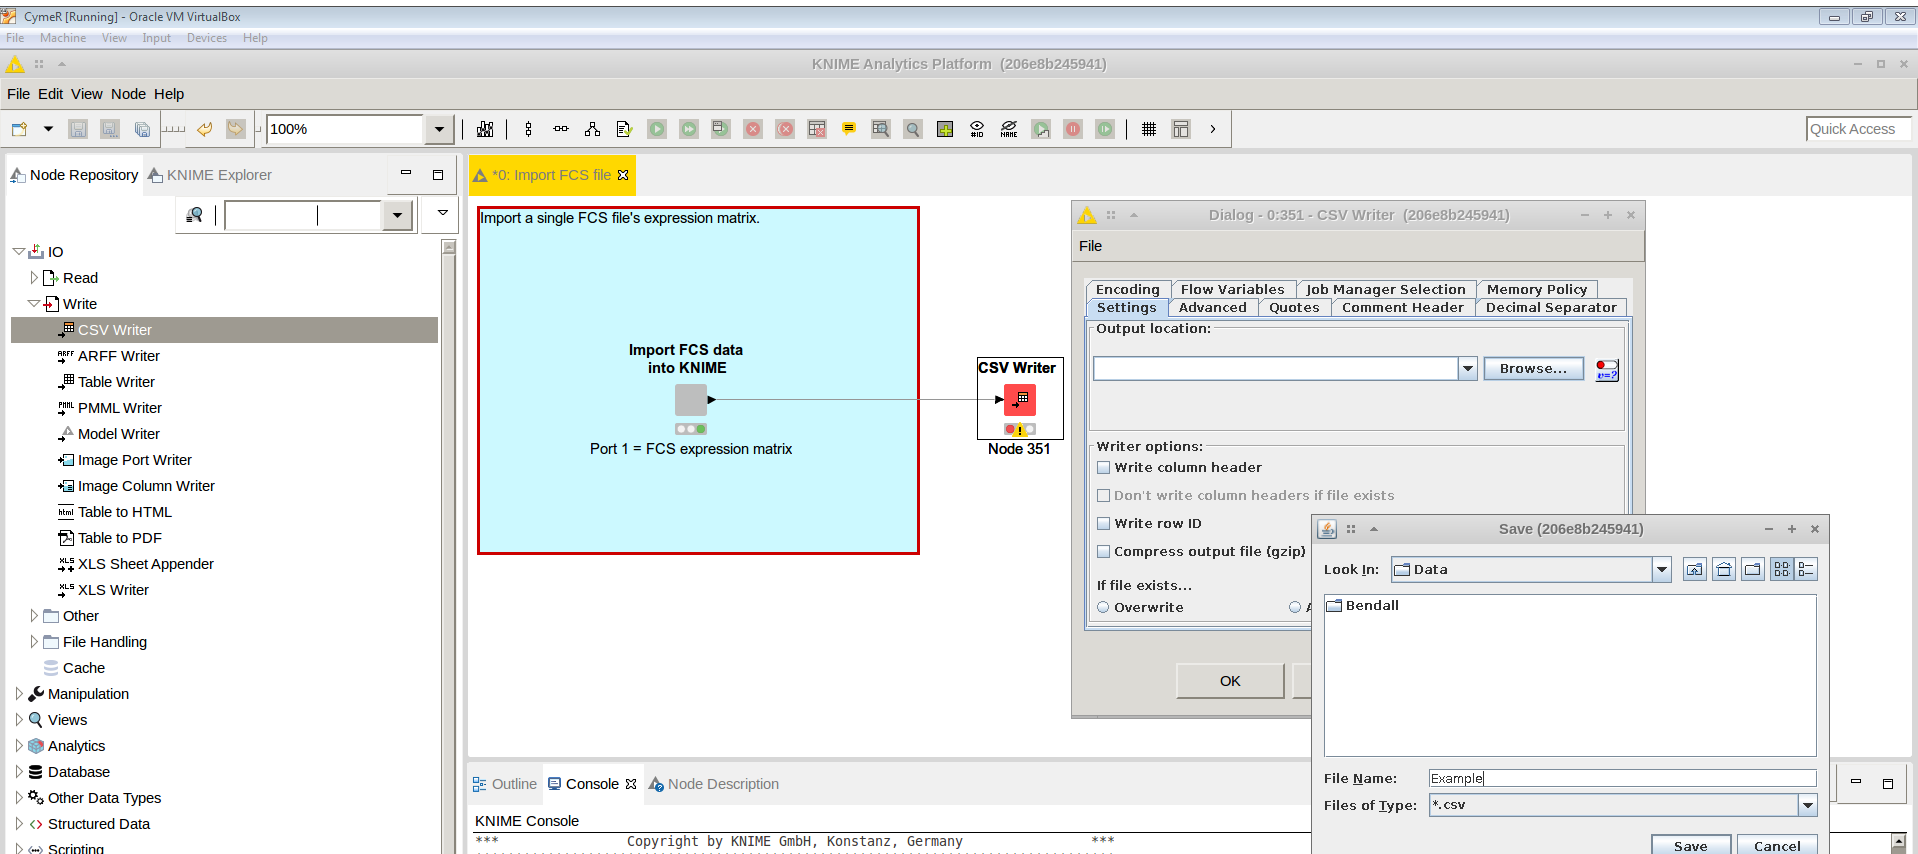 CymeR [Running] - Oracle VM VirtualBox
File Machine View Input Devices Help
KNIME Analytics Platform (206e8b245941)
File Edit View Node Help
100%
#ID
NAME
Quick Access
Node Repository
KNIME Explorer
*0: Import FCS file
IO
Read
Write
CSV Writer
ARFF ARFF Writer
Table Writer
PMML PMML Writer
Model Writer
Image Port Writer
Image Column Writer
html Table to HTML
Table to PDF
XLS XLS Sheet Appender
XLS XLS Writer
Other
File Handling
Cache
Manipulation
Views
Analytics
Database
Other Data Types
Structured Data
Scripting
Import a single FCS file's expression matrix.
Import FCS data
into KNIME
Port 1 = FCS expression matrix
CSV Writer
Node 351
Dialog - 0:351 - CSV Writer (206e8b245941)
File
Encoding Flow Variables Job Manager Selection Memory Policy
Settings Advanced Quotes Comment Header Decimal Separator
Output location:
Browse...
v=?
Writer options:
Write column header
Don't write column headers if file exists
Write row ID
Compress output file (gzip)
If file exists...
Overwrite
OK
Save (206e8b245941)
Look In: Data
Bendall
File Name: Example
Files of Type: *.csv
Save Cancel
Outline Console Node Description
KNIME Console
*** Copyright by KNIME GmbH, Konstanz, Germany ***